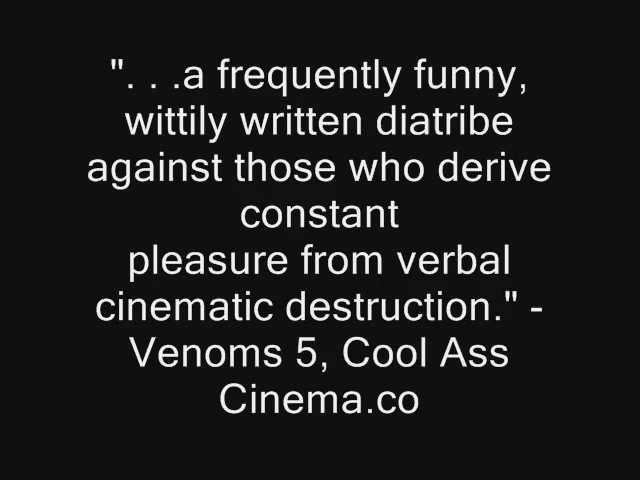 ". . .a frequently funny,
wittily written diatribe
against those who derive
constant
pleasure from verbal
cinematic destruction." -
Venoms 5, Cool Ass
Cinema.co